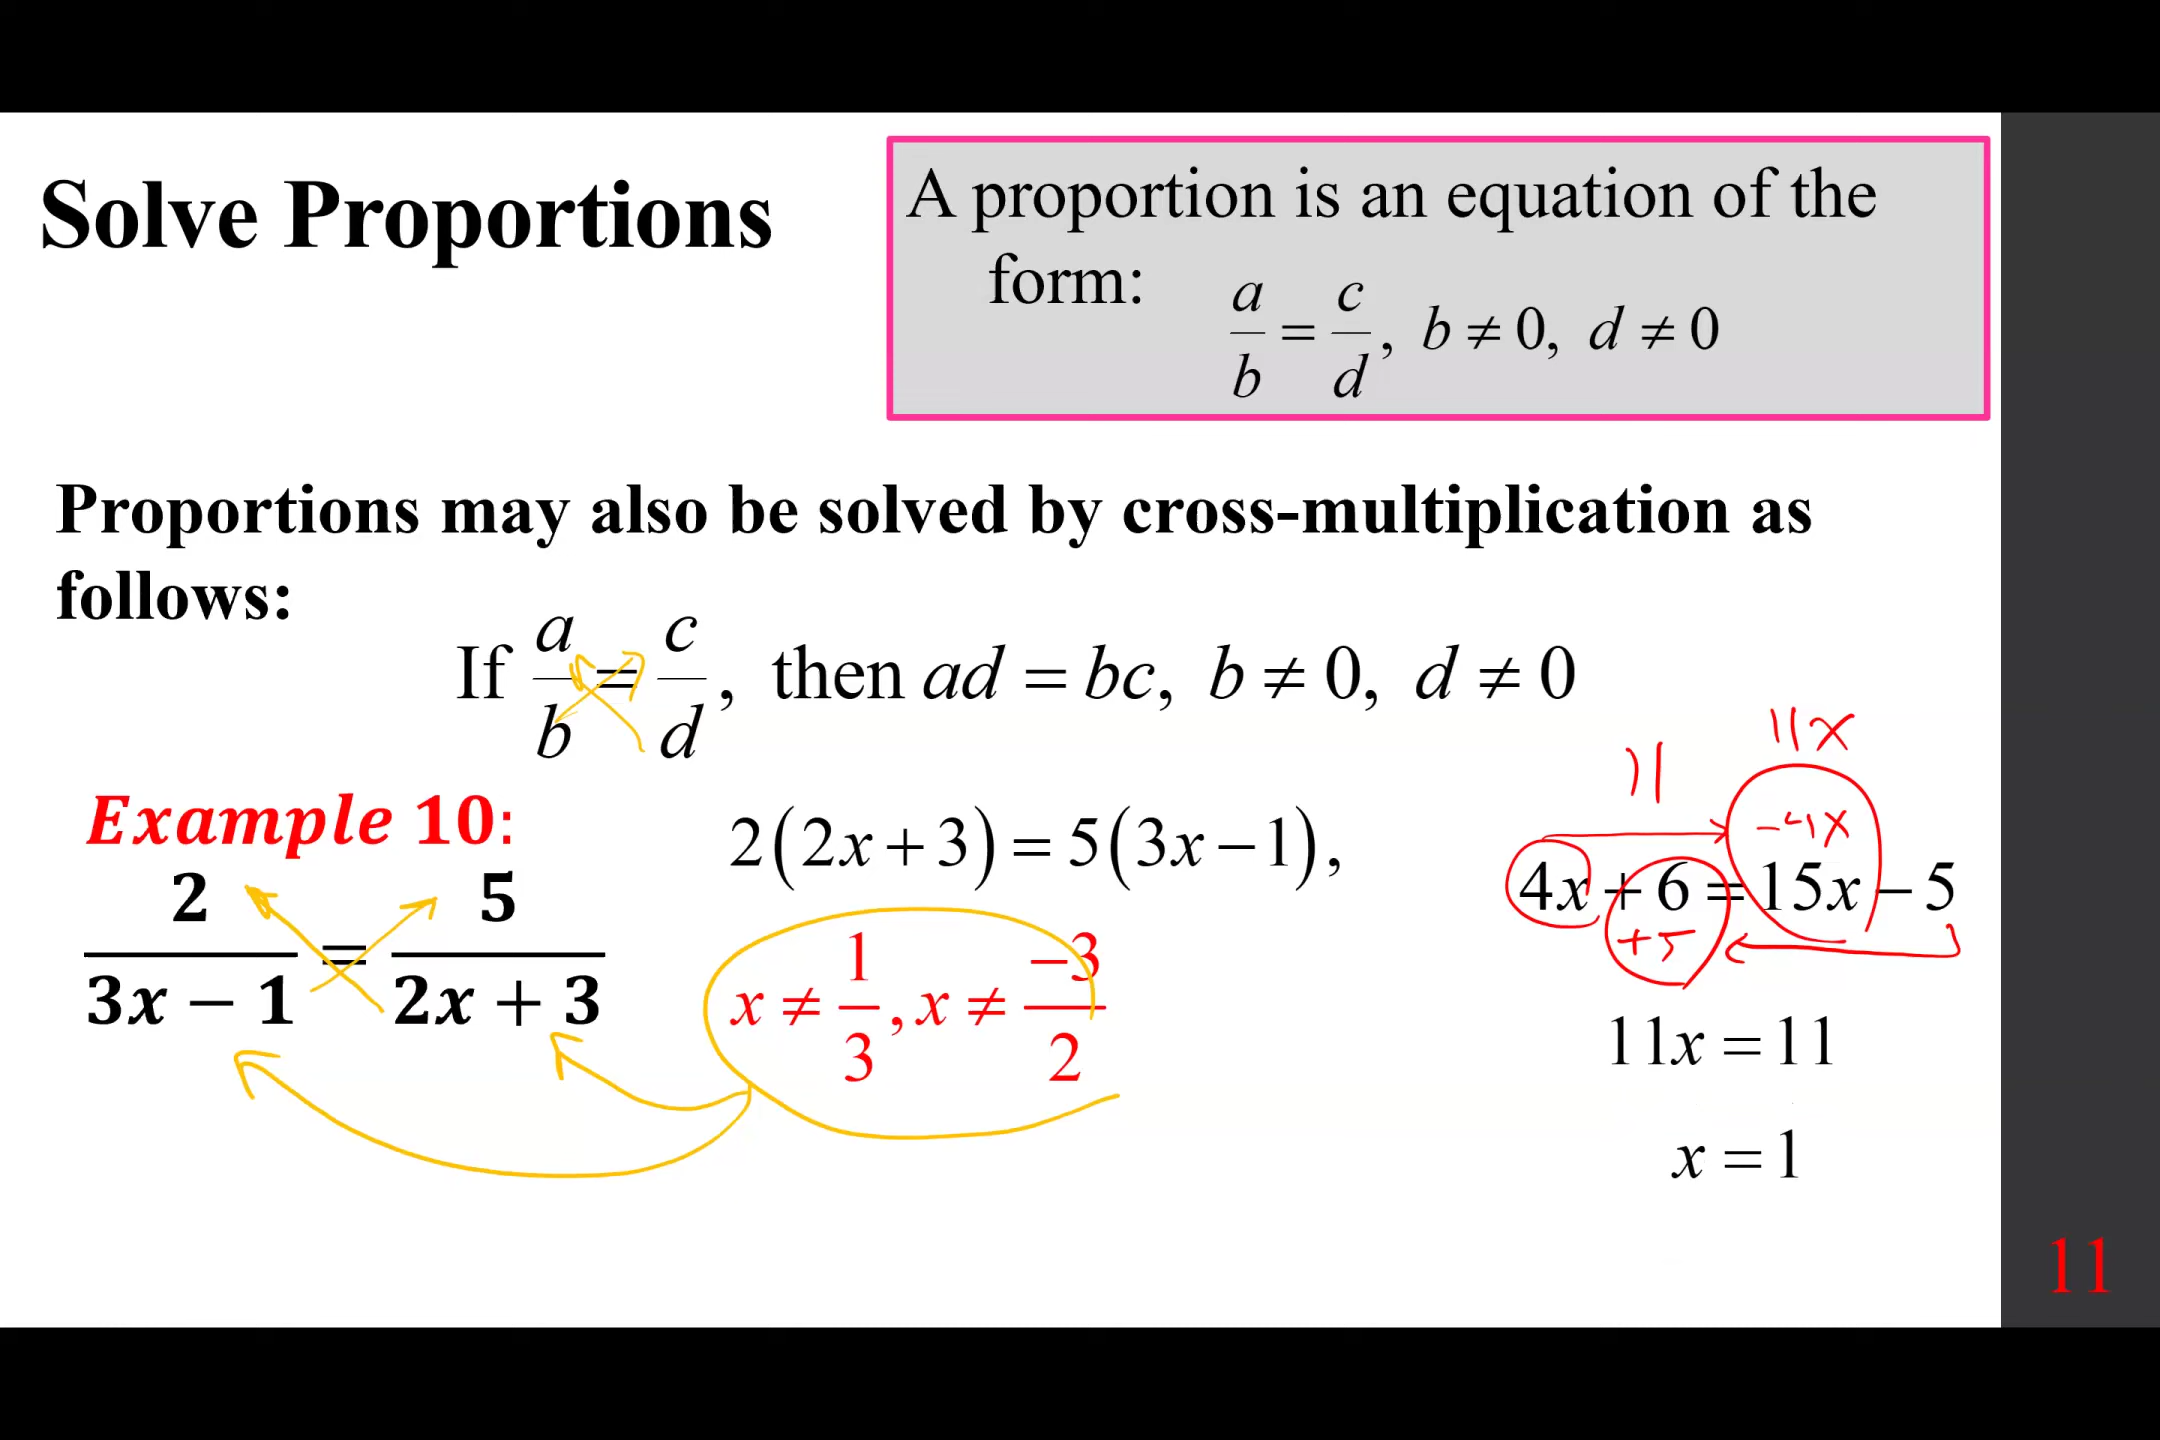 Solve Proportions
A proportion is an equation of the
form: a/b = c/d, b ≠ 0, d ≠ 0
Proportions may also be solved by cross-multiplication as
follows:
If a/b = c/d, then ad = bc, b ≠ 0, d ≠ 0
Example 10:
2/(3x − 1) = 5/(2x + 3)
2(2x + 3) = 5(3x − 1),
x ≠ 1/3, x ≠ −3/2
11
11x
−4x
4x + 6 = 15x − 5
+5
11x = 11
x = 1
11